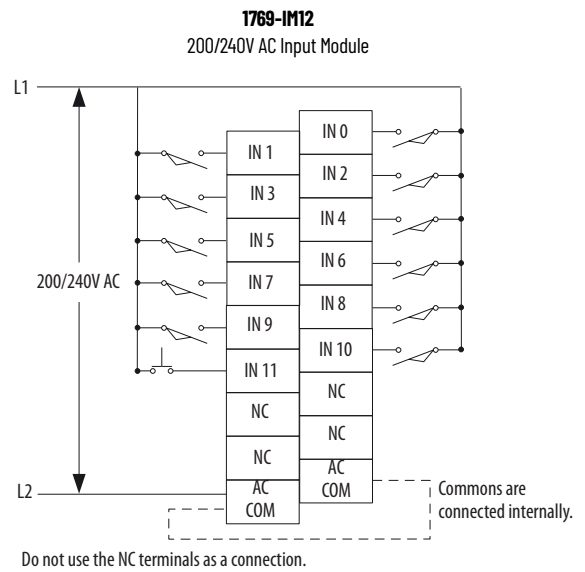 1769-IM12
200/240V AC Input Module
L1
IN 0
IN 1
IN 2
IN 3
IN 4
IN 5
IN 6
200/240V AC
IN 7
IN 8
IN 9
IN 10
IN 11
NC
NC
NC
NC
AC
COM
L2
AC
COM
Commons are
connected internally.
Do not use the NC terminals as a connection.